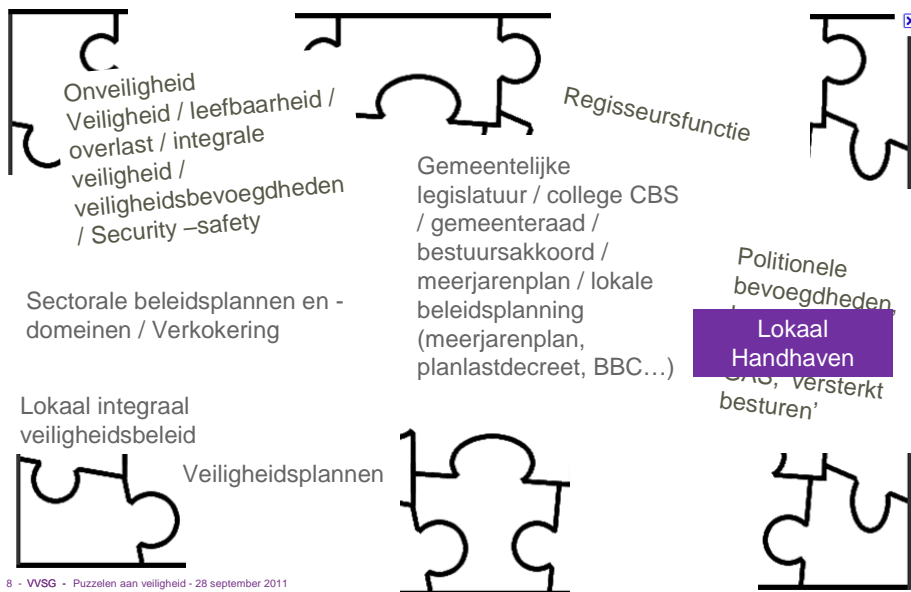 Onveiligheid
Veiligheid / leefbaarheid /
overlast / integrale
veiligheid /
veiligheidsbevoegdheden
/ Security –safety
Regisseursfunctie
Gemeentelijke
legislatuur / college CBS
/ gemeenteraad /
bestuursakkoord /
meerjarenplan / lokale
beleidsplanning
(meerjarenplan,
planlastdecreet, BBC…)
Politionele
bevoegdheden,
Lokaal
Handhaven
GAS, 'versterkt
besturen’
Sectorale beleidsplannen en -
domeinen / Verkokering
Lokaal integraal
veiligheidsbeleid
Veiligheidsplannen
8 - VVSG - Puzzelen aan veiligheid - 28 september 2011